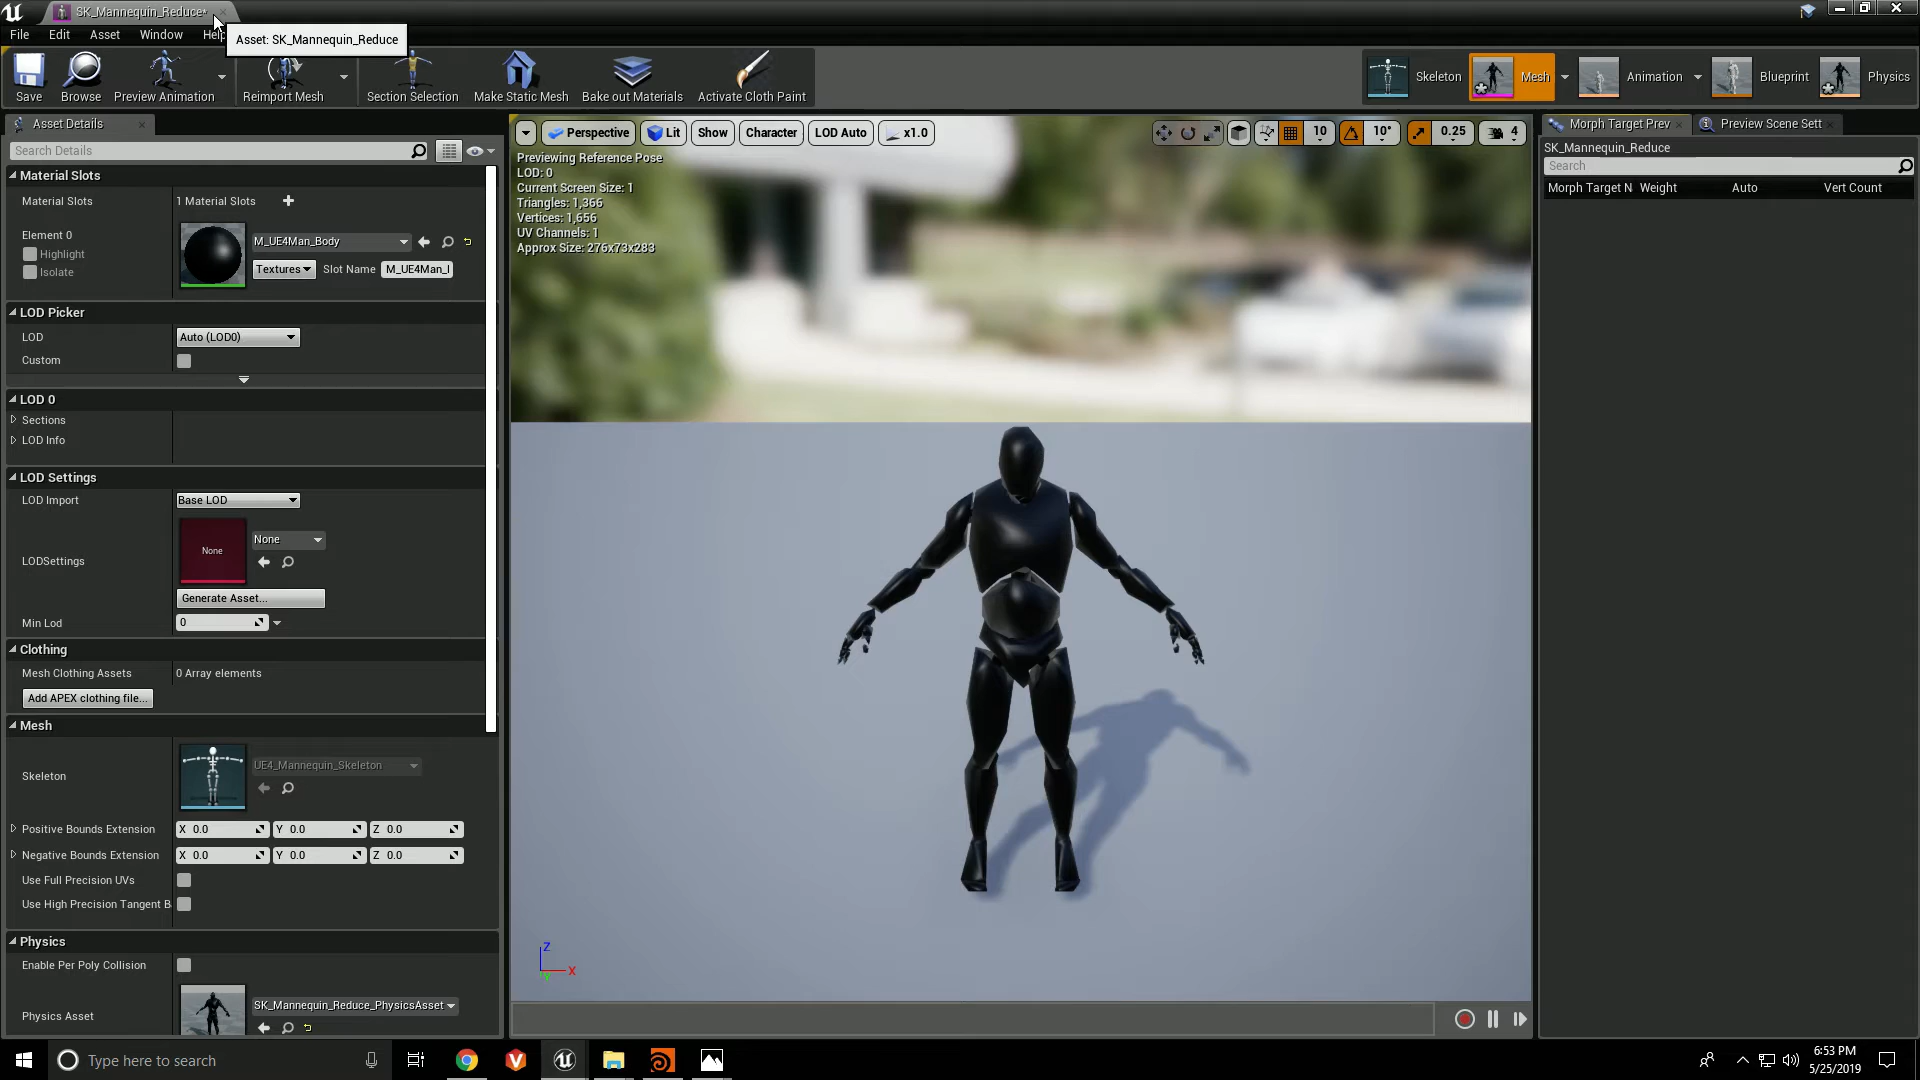 SK_Mannequin_Reduce*
File Edit Asset Window Help
Asset: SK_Mannequin_Reduce
Save Browse Preview Animation Reimport Mesh Section Selection Make Static Mesh Bake out Materials Activate Cloth Paint
Skeleton Mesh Animation Blueprint Physics
Asset Details
Search Details
Material Slots
Material Slots 1 Material Slots
Element 0
Highlight
Isolate
M_UE4Man_Body
Textures Slot Name M_UE4Man_I
LOD Picker
LOD Auto (LOD0)
Custom
LOD 0
Sections
LOD Info
LOD Settings
LOD Import Base LOD
None
None
LODSettings
Generate Asset...
Min Lod 0
Clothing
Mesh Clothing Assets 0 Array elements
Add APEX clothing file...
Mesh
UE4_Mannequin_Skeleton
Skeleton
Positive Bounds Extension X 0.0 Y 0.0 Z 0.0
Negative Bounds Extension X 0.0 Y 0.0 Z 0.0
Use Full Precision UVs
Use High Precision Tangent B
Physics
Enable Per Poly Collision
SK_Mannequin_Reduce_PhysicsAsset
Physics Asset
Perspective Lit Show Character LOD Auto x1.0
10 10° 0.25 4
Previewing Reference Pose
LOD: 0
Current Screen Size: 1
Triangles: 1,366
Vertices: 1,656
UV Channels: 1
Approx Size: 276x73x283
Z
X
Y
Morph Target Prev Preview Scene Sett
SK_Mannequin_Reduce
Search
Morph Target N Weight Auto Vert Count
Type here to search
6:53 PM
5/25/2019